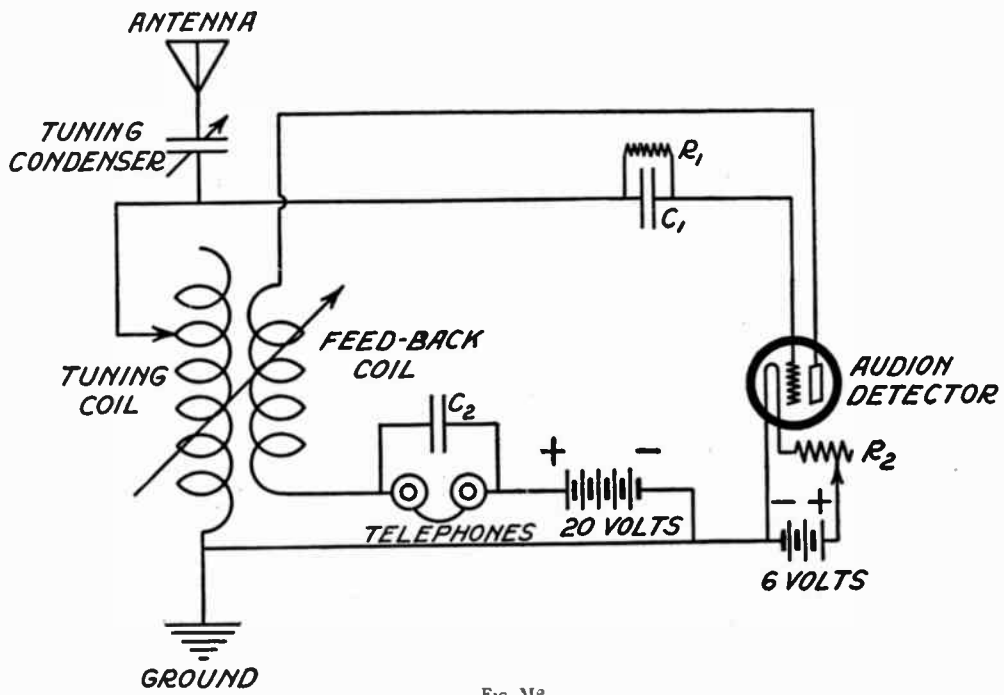 ANTENNA
TUNING
CONDENSER
R₁
C₁
FEED-BACK
COIL
TUNING
COIL
AUDION
DETECTOR
C₂
R₂
+ -
- +
TELEPHONES
20 VOLTS
6 VOLTS
GROUND